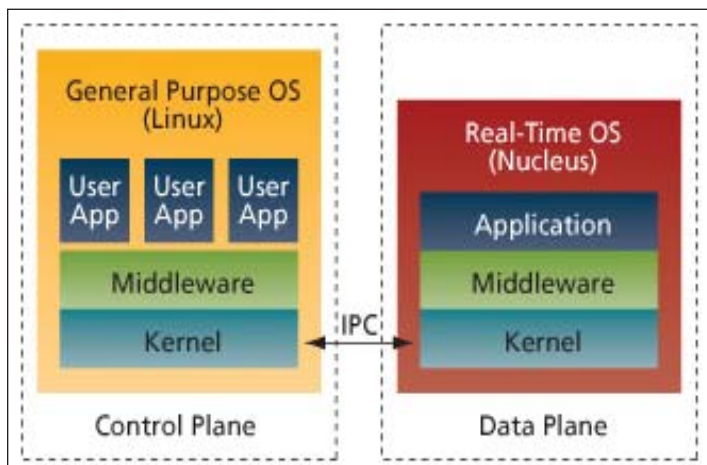 General Purpose OS
(Linux)
User
App
User
App
User
App
Middleware
Kernel
Control Plane
IPC
Real-Time OS
(Nucleus)
Application
Middleware
Kernel
Data Plane